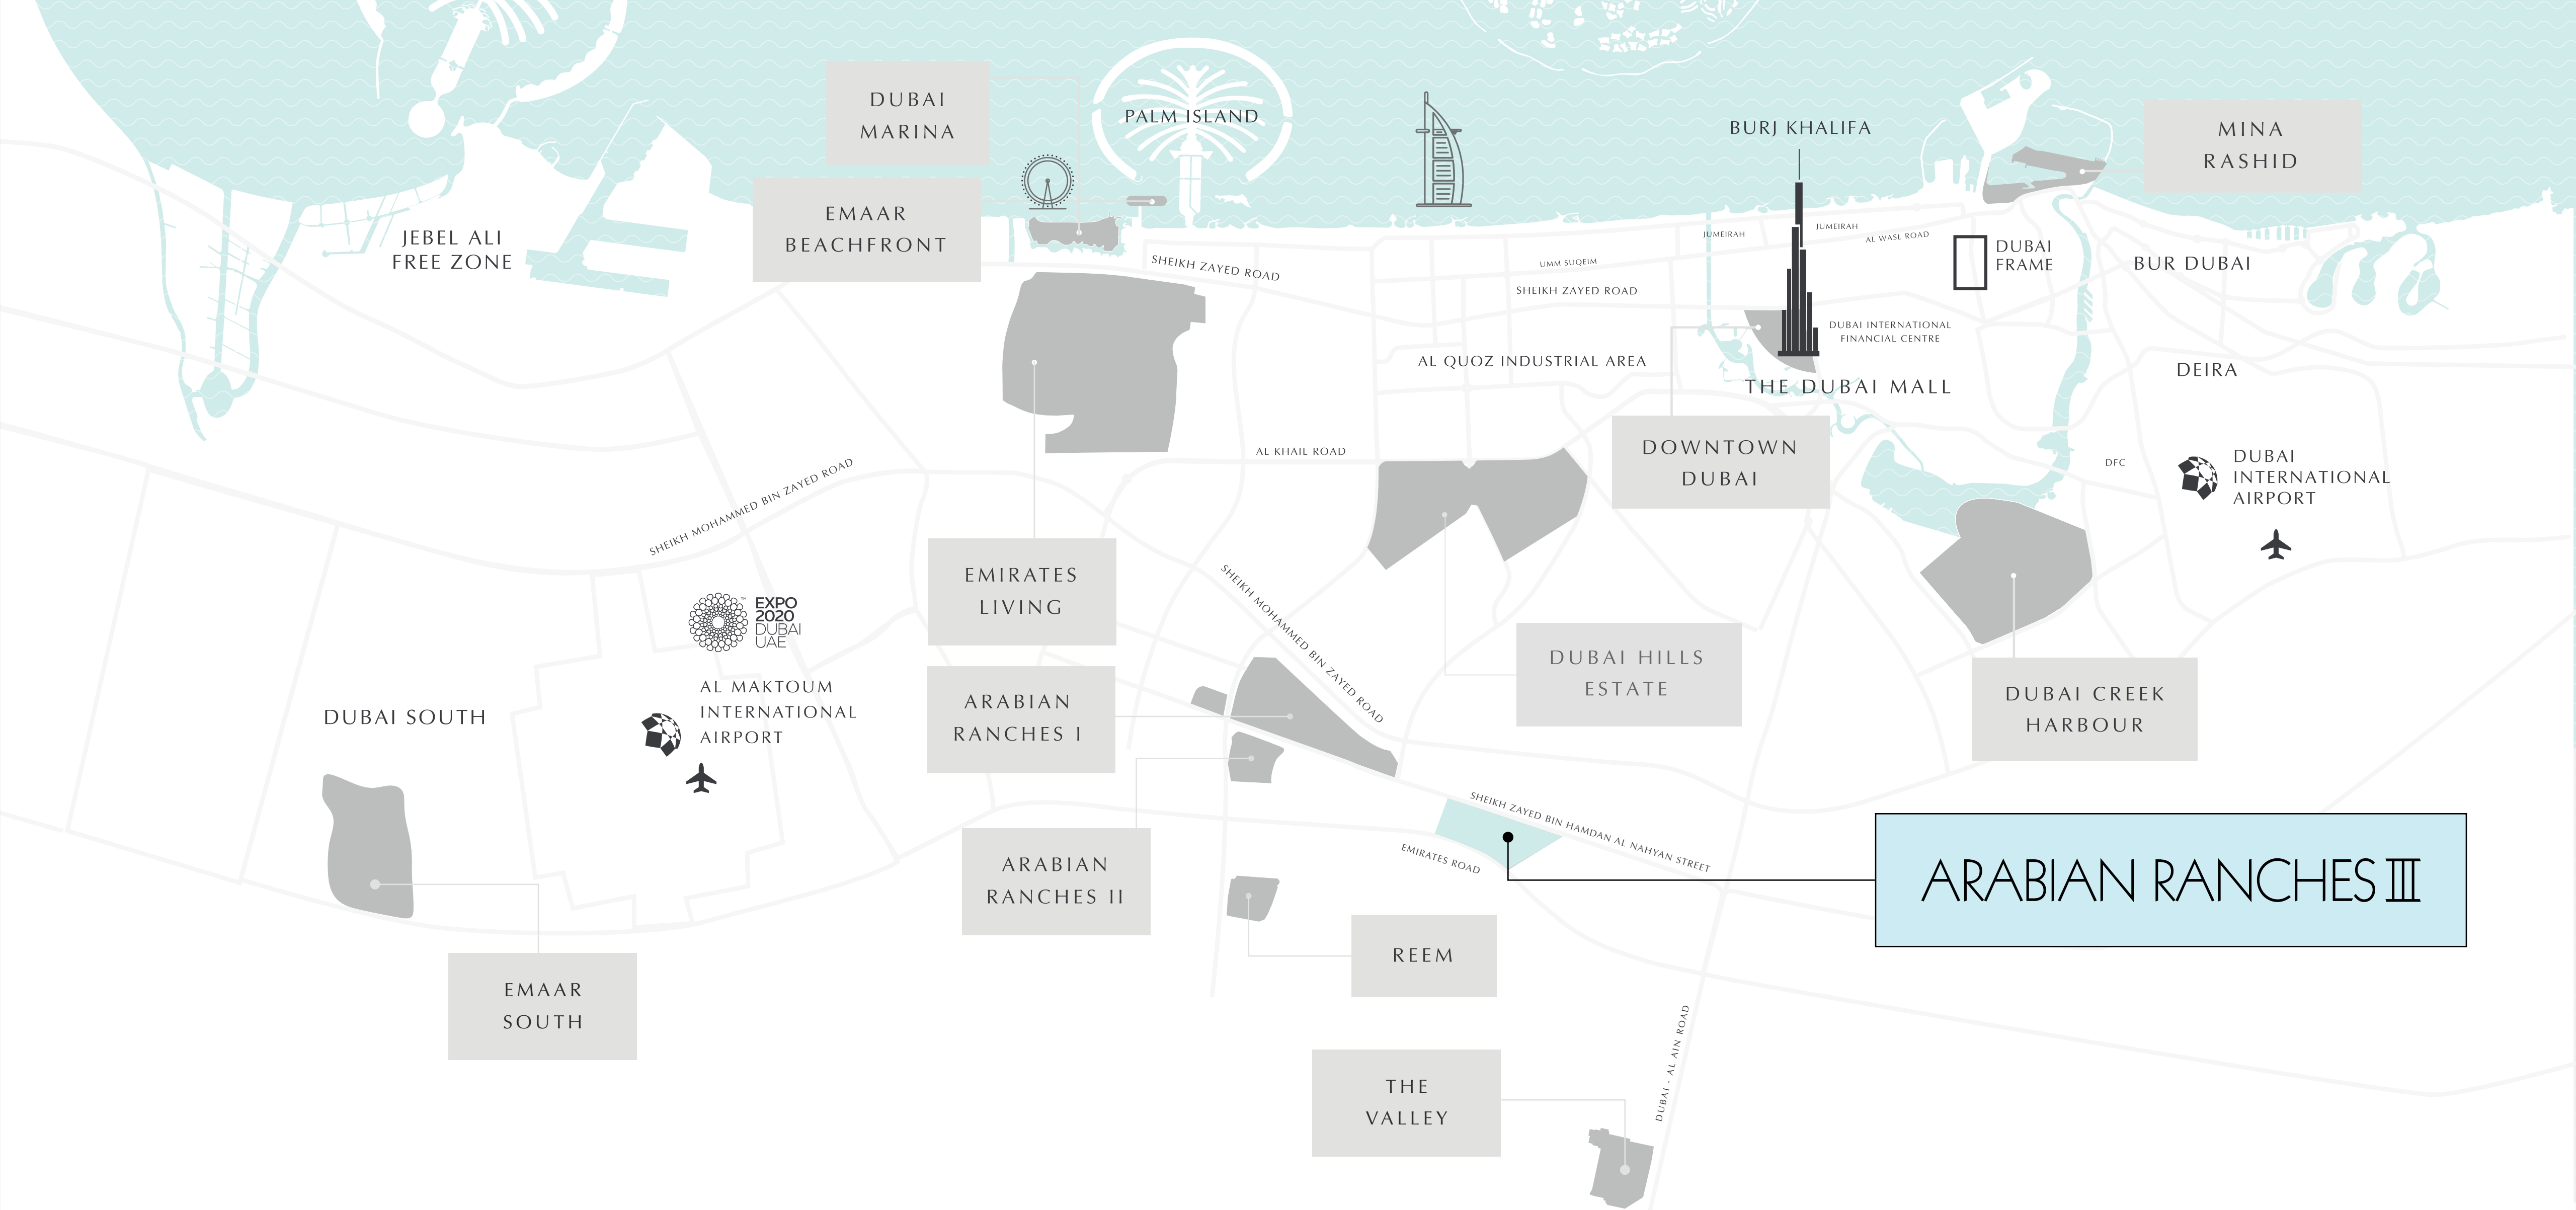 DUBAI
MARINA
PALM ISLAND
BURJ KHALIFA
MINA
RASHID
EMAAR
BEACHFRONT
JEBEL ALI
FREE ZONE
SHEIKH ZAYED ROAD
UMM SUQEIM
SHEIKH ZAYED ROAD
JUMEIRAH
JUMEIRAH
AL WASL ROAD
DUBAI
FRAME
BUR DUBAI
DUBAI INTERNATIONAL
FINANCIAL CENTRE
AL QUOZ INDUSTRIAL AREA
THE DUBAI MALL
DEIRA
DOWNTOWN
DUBAI
AL KHAIL ROAD
DFC
DUBAI
INTERNATIONAL
AIRPORT
SHEIKH MOHAMMED BIN ZAYED ROAD
EXPO
2020
DUBAI
UAE
™
EMIRATES
LIVING
SHEIKH MOHAMMED BIN ZAYED ROAD
DUBAI HILLS
ESTATE
DUBAI CREEK
HARBOUR
AL MAKTOUM
INTERNATIONAL
AIRPORT
DUBAI SOUTH
ARABIAN
RANCHES I
SHEIKH ZAYED BIN HAMDAN AL NAHYAN STREET
EMIRATES ROAD
ARABIAN RANCHES III
ARABIAN
RANCHES II
REEM
EMAAR
SOUTH
THE
VALLEY
DUBAI - AL AIN ROAD